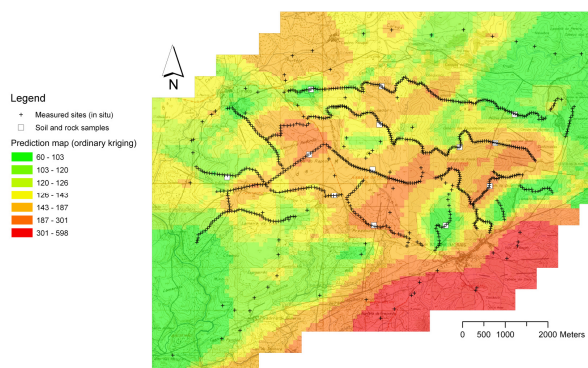 N
Legend
+ Measured sites (in situ)
Soil and rock samples
Prediction map (ordinary kriging)
60 - 103
103 - 120
120 - 126
126 - 143
143 - 187
187 - 301
301 - 598
0 500 1000 2000 Meters